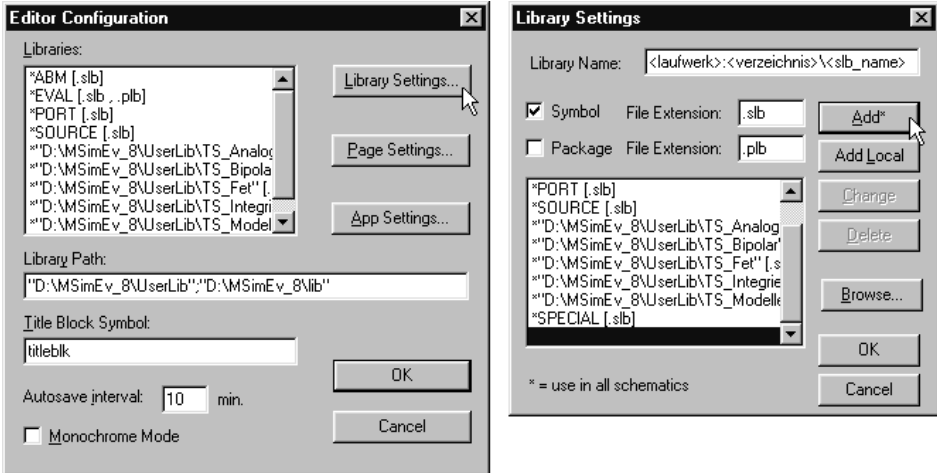 Editor Configuration
Libraries:
*ABM [.slb]
*EVAL [.slb , .plb]
*PORT [.slb]
*SOURCE [.slb]
*"D:\MSimEv_8\UserLib\TS_Analog
*"D:\MSimEv_8\UserLib\TS_Bipola
*"D:\MSimEv_8\UserLib\TS_Fet" [.
*"D:\MSimEv_8\UserLib\TS_Integri
*"D:\MSimEv_8\UserLib\TS_Model
Library Settings...
Page Settings...
App Settings...
Library Path:
"D:\MSimEv_8\UserLib";"D:\MSimEv_8\lib"
Title Block Symbol:
titleblk
Autosave interval: 10 min.
Monochrome Mode
OK
Cancel
Library Settings
Library Name: <laufwerk>:<verzeichnis>\<slb_name>
Symbol File Extension: .slb
Package File Extension: .plb
*PORT [.slb]
*SOURCE [.slb]
*"D:\MSimEv_8\UserLib\TS_Analog
*"D:\MSimEv_8\UserLib\TS_Bipolar"
*"D:\MSimEv_8\UserLib\TS_Fet" [.s
*"D:\MSimEv_8\UserLib\TS_Integrie
*"D:\MSimEv_8\UserLib\TS_Modelle
*SPECIAL [.slb]
* = use in all schematics
Add*
Add Local
Change
Delete
Browse...
OK
Cancel